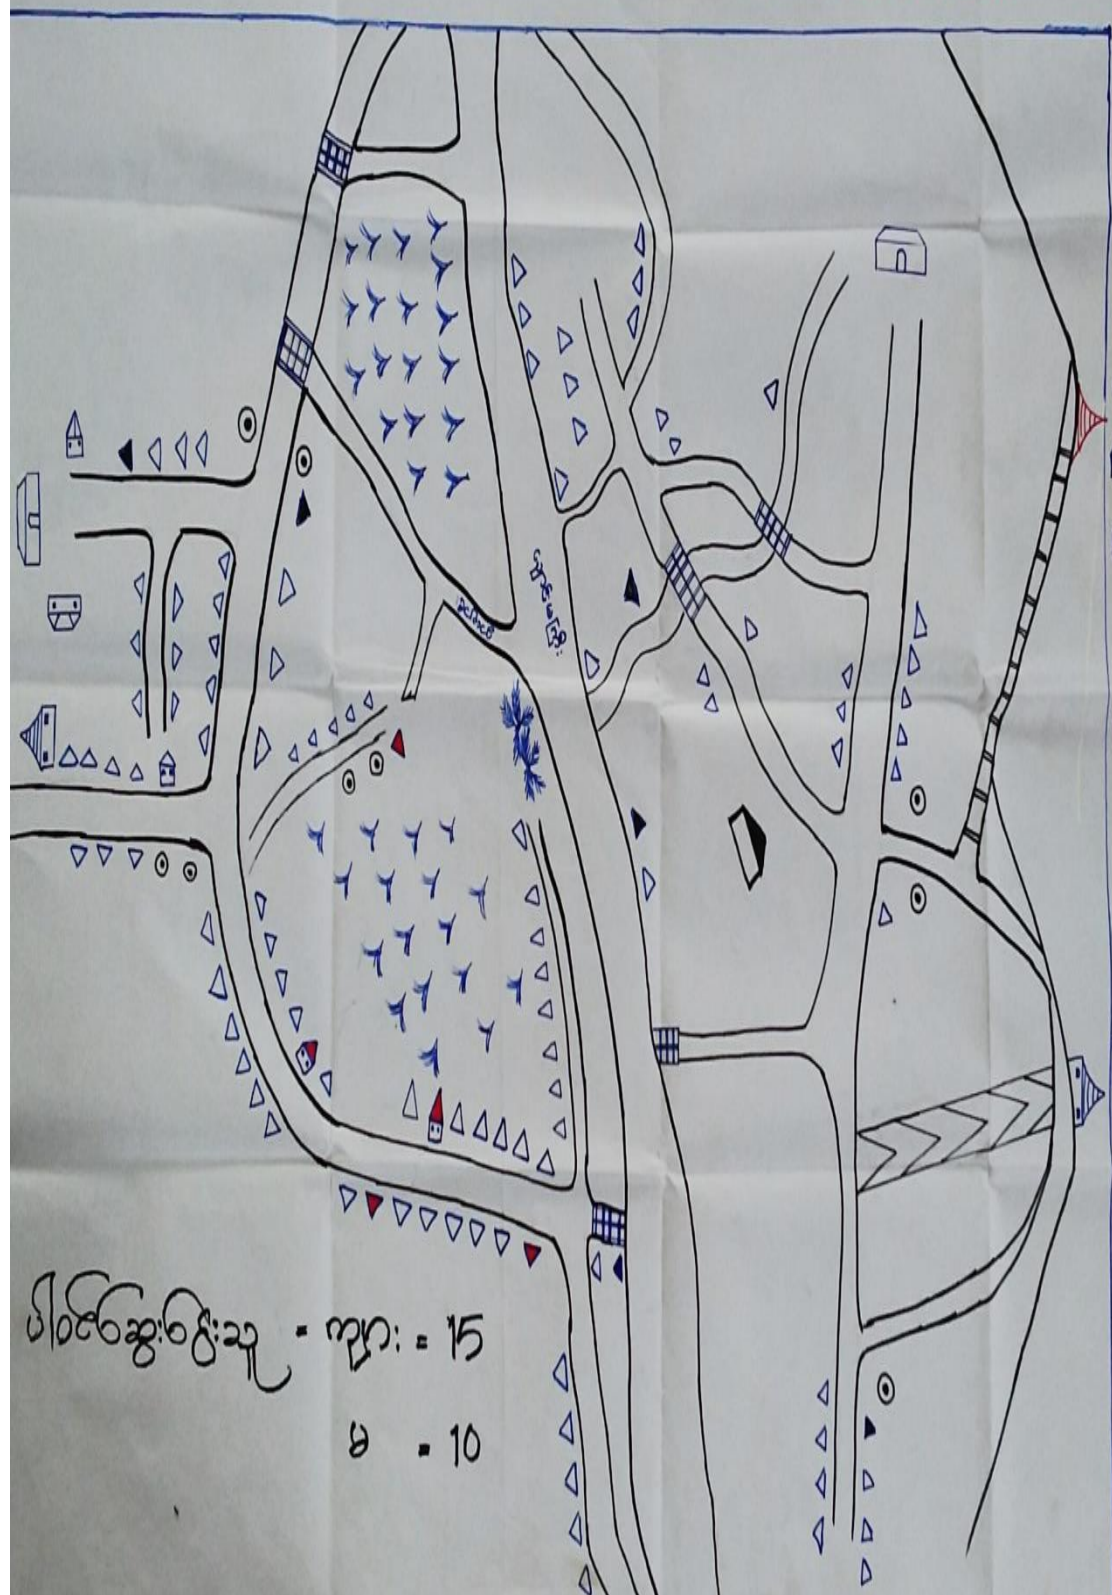 ပါဝင်ဆွေးနွေးသူ - ကျား = 15
မ = 10